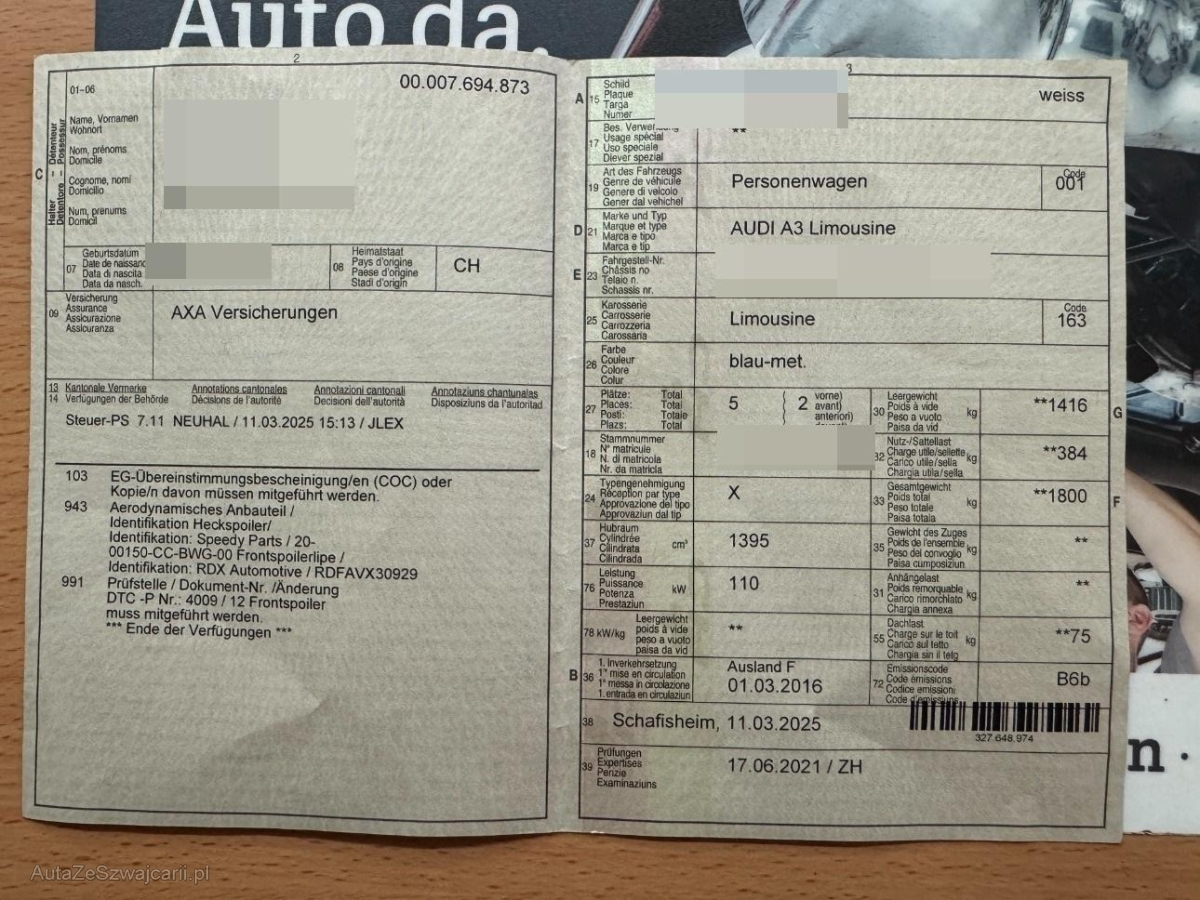 Auto da.
2
01-06
00.007.694.873
C
Halter - Détenteur
Detentore - Possessur
Name, Vornamen
Wohnort
Nom, prénoms
Domicile
Cognome, nomi
Domicilio
Num, prenums
Domicil
07
Geburtsdatum
Date de naissanc
Data di nascita
Data da nasch.
08
Heimatstaat
Pays d'origine
Paese d'origine
Stadi d'origin
CH
09
Versicherung
Assurance
Assicurazione
Assicuranza
AXA Versicherungen
13 Kantonale Vermerke Annotations cantonales Annotazioni cantonali Annotaziuns chantunalas
14 Verfügungen der Behörde Décisions de l'autorité Decisioni dell'autorità Disposiziuns da l'autoritad
Steuer-PS 7.11 NEUHAL / 11.03.2025 15:13 / JLEX
103 EG-Übereinstimmungsbescheinigung/en (COC) oder
Kopie/n davon müssen mitgeführt werden.
943 Aerodynamisches Anbauteil /
Identifikation Heckspoiler/
Identifikation: Speedy Parts / 20-
00150-CC-BWG-00 Frontspoilerlipe /
Identifikation: RDX Automotive / RDFAVX30929
991 Prüfstelle / Dokument-Nr. /Änderung
DTC -P Nr.: 4009 / 12 Frontspoiler
muss mitgeführt werden.
*** Ende der Verfügungen ***
3
A 15
Schild
Plaque
Targa
Numer
weiss
17
Bes. Verwendung
Usage spécial
Uso speciale
Diever spezial
**
19
Art des Fahrzeugs
Genre de véhicule
Genere di veicolo
Gener dal vehichel
Personenwagen
Code
001
D 21
Marke und Typ
Marque et type
Marca e tipo
Marca e tip
AUDI A3 Limousine
E 23
Fahrgestell-Nr.
Châssis no
Telaio n.
Schassis nr.
25
Karosserie
Carrosserie
Carrozzeria
Carossaria
Limousine
Code
163
26
Farbe
Couleur
Colore
Colur
blau-met.
27
Plätze: Total
Places: Total
Posti: Totale
Plazs: Total
5
2
vorne)
avant)
anteriori)
30
Leergewicht
Poids à vide
Peso a vuoto
Paisa da vid
kg
**1416
G
18
Stammnummer
N° matricule
N. di matricola
Nr. da matricla
32
Nutz-/Sattellast
Charge utile/sellette
Carico utile/sella
Chargia utila/sella
kg
**384
24
Typengenehmigung
Réception par type
Approvazione del tipo
Approvaziun dal tip
X
33
Gesamtgewicht
Poids total
Peso totale
Paisa totala
kg
**1800
F
37
Hubraum
Cylindrée
Cilindrata
Cilindrada
cm³
1395
35
Gewicht des Zuges
Poids de l'ensemble
Peso del convoglio
Paisa cumposiziun
kg
**
76
Leistung
Puissance
Potenza
Prestaziun
kW
110
31
Anhängelast
Poids remorquable
Carico rimorchiato
Chargia annexa
kg
**
78 kW/kg
Leergewicht
poids à vide
peso a vuoto
paisa da vid
**
55
Dachlast
Charge sur le toit
Carico sul tetto
Chargia sin il tetg
kg
**75
B 36
1. Inverkehrsetzung
1re mise en circulation
1a messa in circolazione
1. entrada en circulaziun
Ausland F
01.03.2016
72
Emissionscode
Code émissions
Codice emissioni
Code d'emissiuns
B6b
38
Schafisheim, 11.03.2025
327.648.974
39
Prüfungen
Expertises
Perizie
Examinaziuns
17.06.2021 / ZH
n ·
AutaZeSzwajcarii.pl